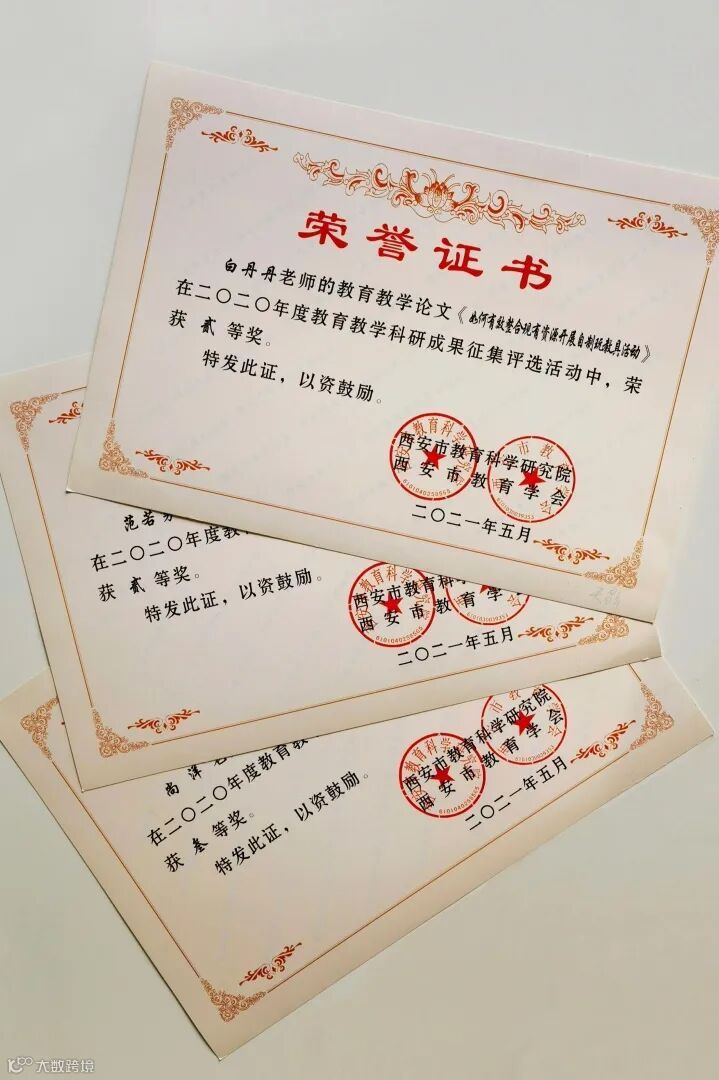 荣誉证书
白丹丹老师的教育教学论文《如何有效整合现有资源开展自制玩教具活动》
在二〇二〇年度教育教学科研成果征集评选活动中，荣
获 贰 等奖。
特发此证，以资鼓励。
西安市教育科学研究院
西安市教育学会
二〇二一年五月
6101040250565
范若
在二〇二〇年度教
获 贰 等奖。
特发此证，以资鼓励。
西安市教育科
西安市教育学
二〇二一年五月
6101040250565
尚洋
在二〇二〇年度教育教
获 叁 等奖。
特发此证，以资鼓励。
西安市教育科学研究院
西安市教育学会
二〇二一年五月
6101040250565
大数跨境